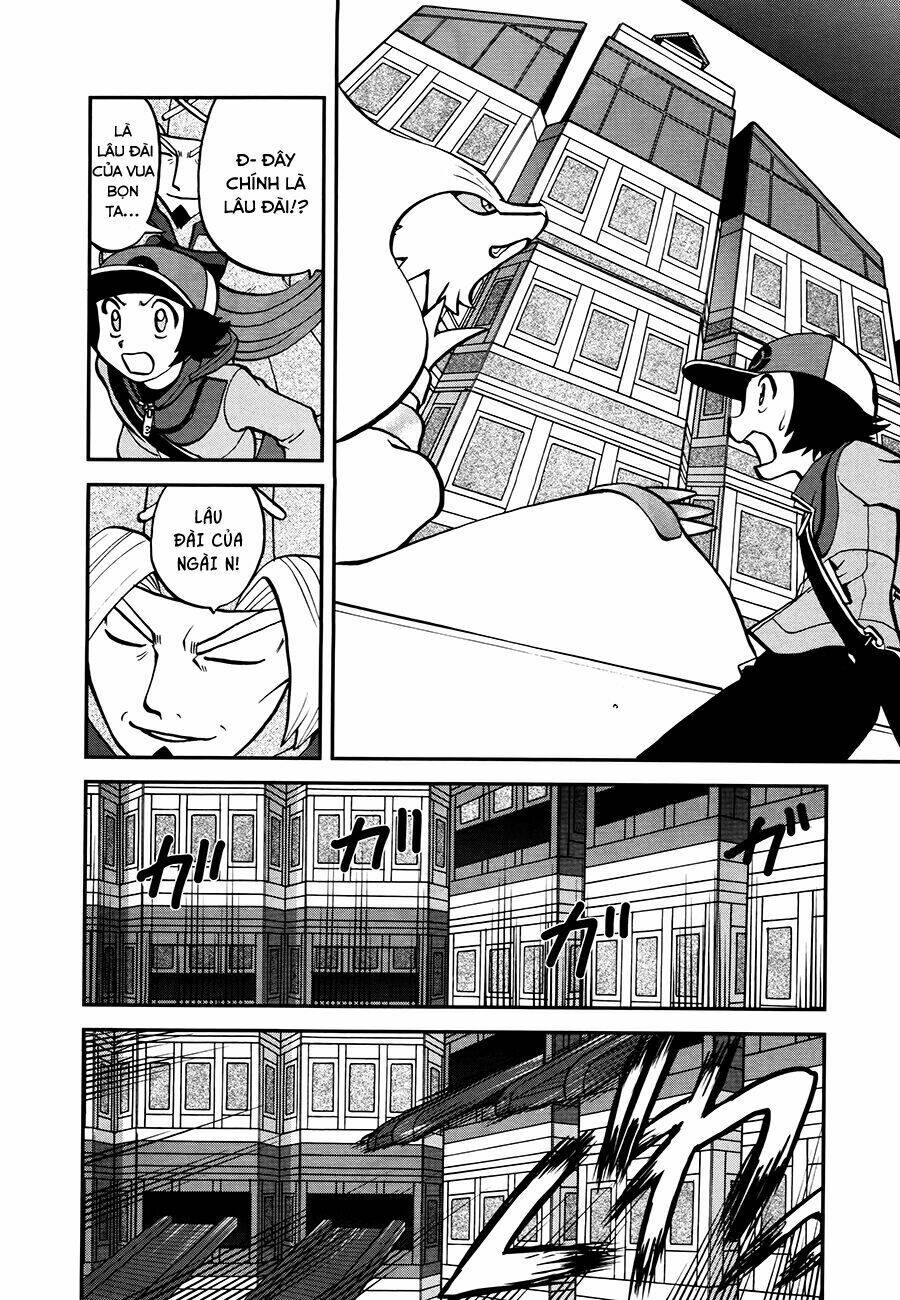 Đ- ĐÂY
CHÍNH LÀ
LÂU ĐÀI!?
LÀ
LÂU ĐÀI
CỦA VUA
BỌN
TA...
LÂU
ĐÀI CỦA
NGÀI N!
ガ
ガ
ガ
ガ